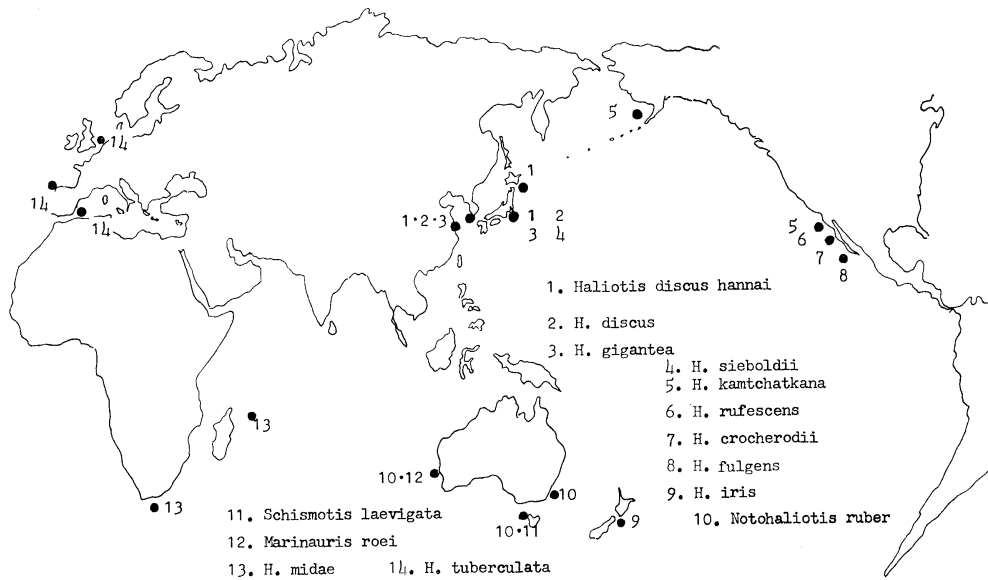 5
14
1
14
14
1·2·3
1 2
3 4
5
6
7
8
1. Haliotis discus hannai
2. H. discus
3. H. gigantea
4. H. sieboldii
5. H. kamtchatkana
6. H. rufescens
7. H. crocherodii
8. H. fulgens
9. H. iris
10. Notohaliotis ruber
13
10·12
10
13
10·11
9
11. Schismotis laevigata
12. Marinauris roei
13. H. midae 14. H. tuberculata